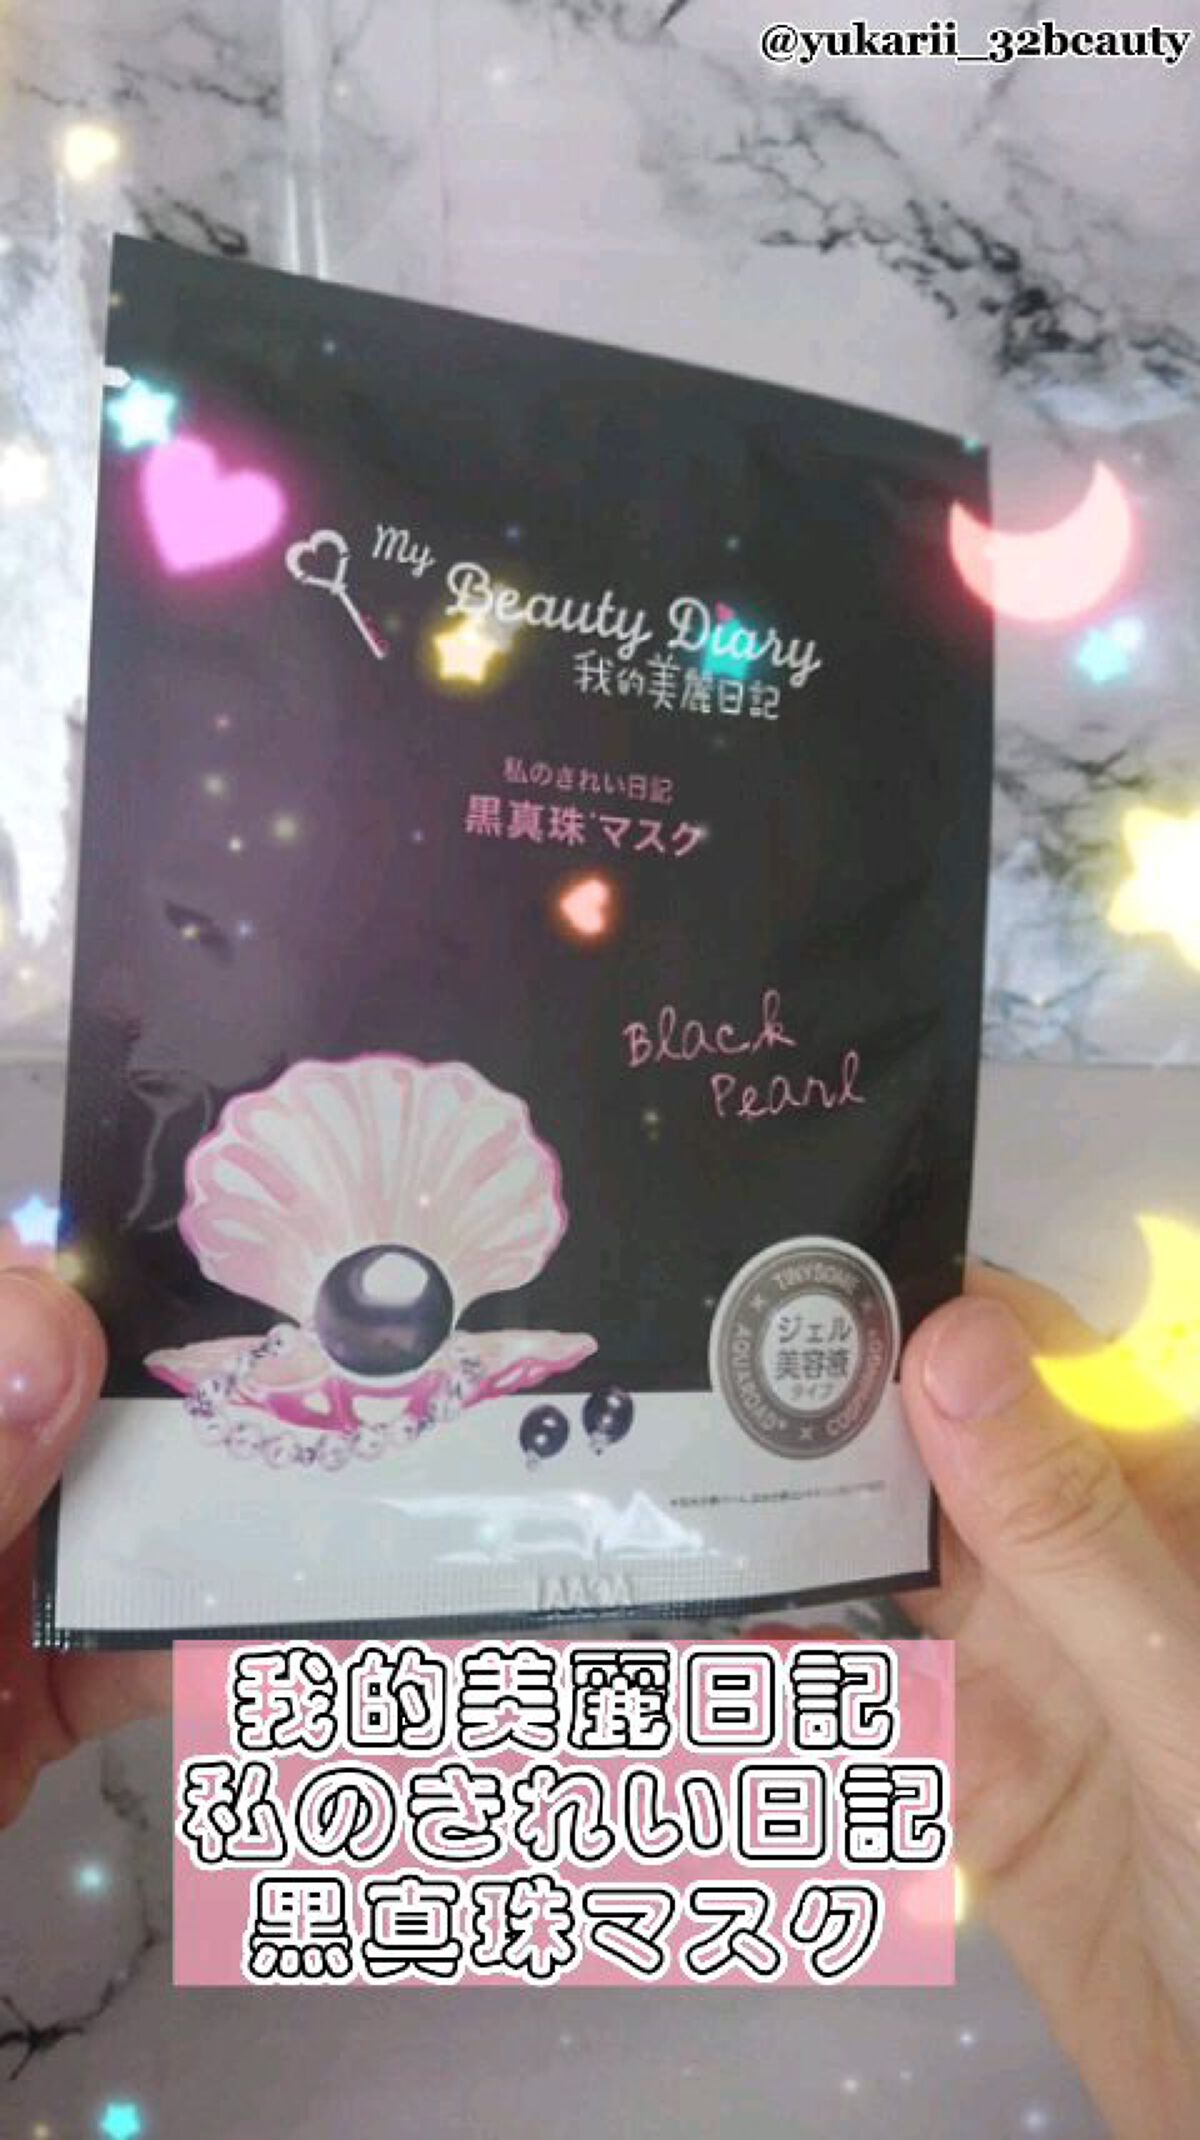 @yukarii_32beauty
My
Beauty Diary
我的美麗日記
私のきれい日記
黒真珠*マスク
Black
Pearl
TINYSOME
ジェル
美容液
タイプ
AQUAYROAD®
我的美麗日記
私のきれい日記
黒真珠マスク